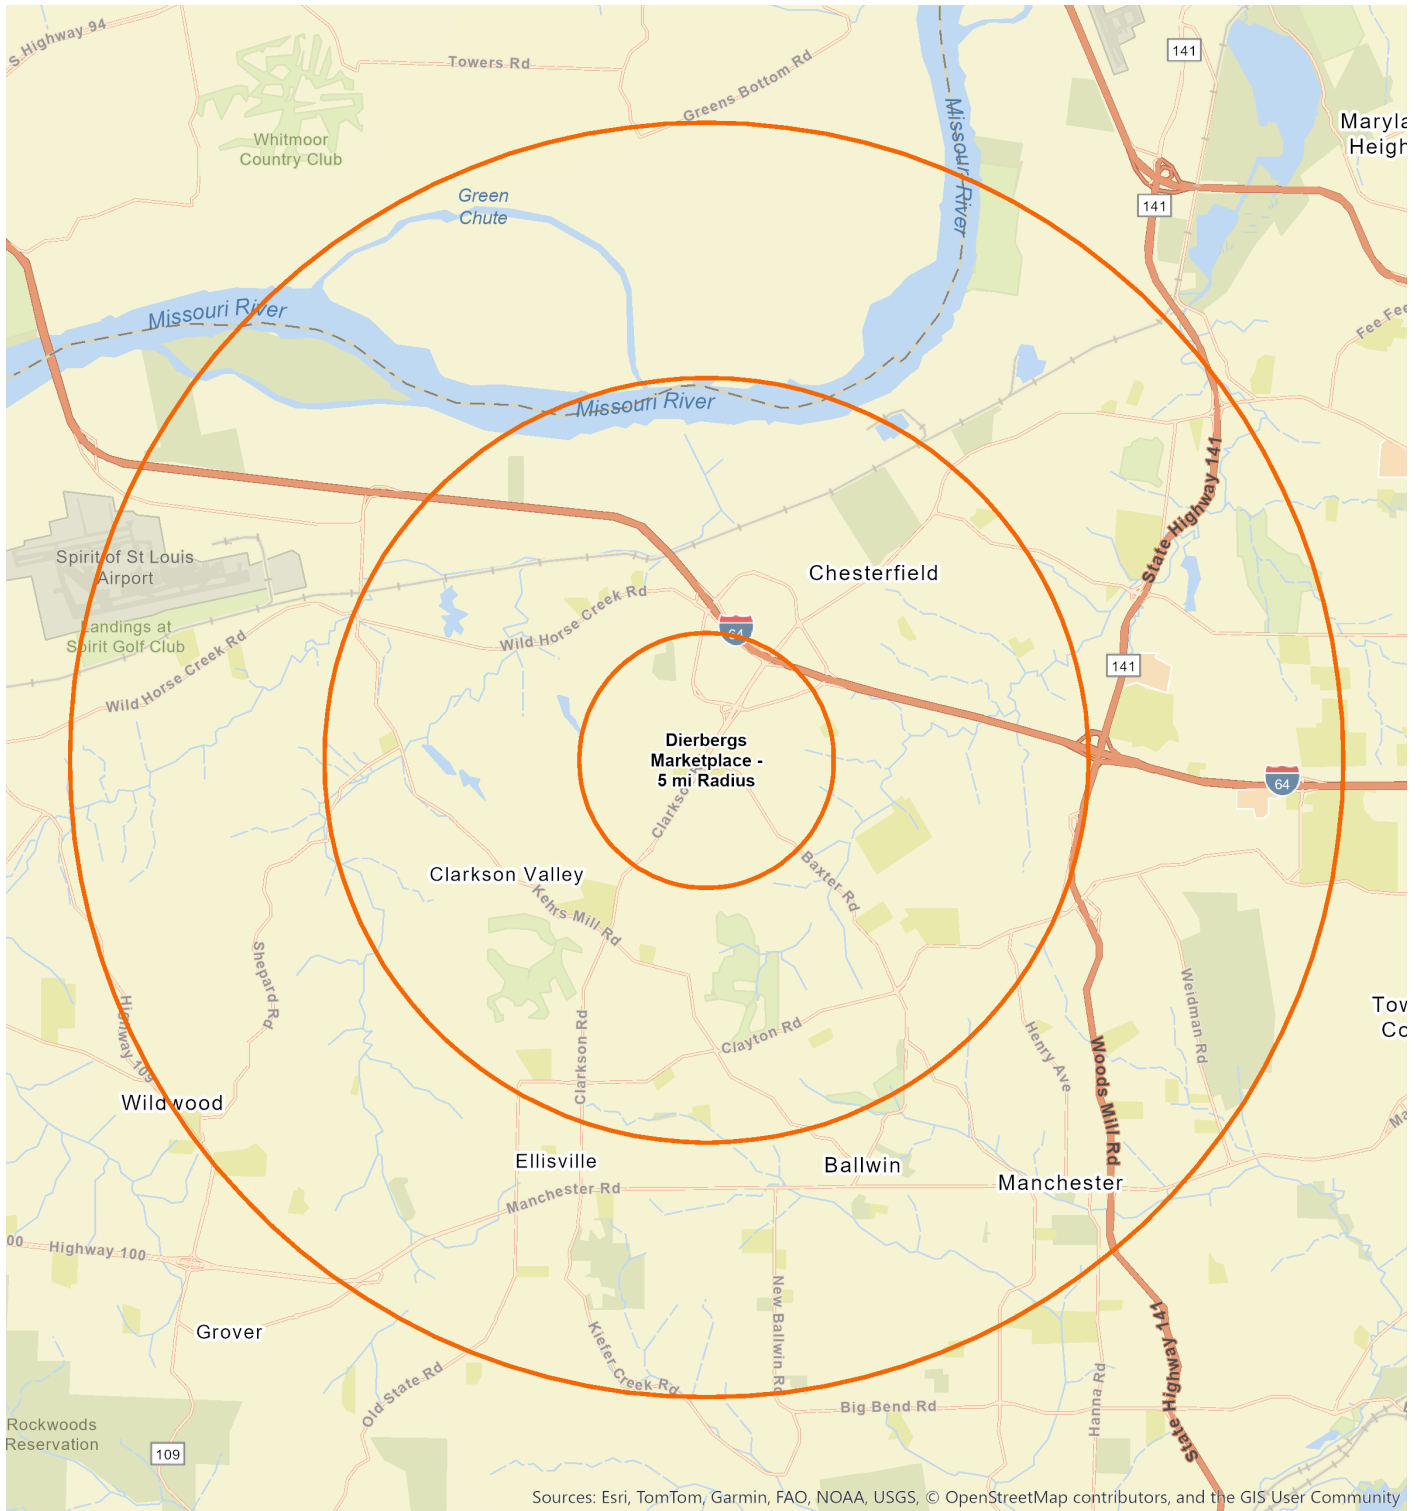 S Highway 94
Towers Rd
Greens Bottom Rd
141
Whitmoor
Country Club
Missouri River
Green
Chute
141
Missouri River
Fee Fee
Missouri River
State Highway 141
Spirit of St Louis
Airport
Chesterfield
Landings at
Spirit Golf Club
Wild Horse Creek Rd
64
Wild Horse Creek Rd
141
Dierbergs
Marketplace -
5 mi Radius
64
Baxter Rd
Clarkson Valley
Kehrs Mill Rd
Shepard Rd
Weidman Rd
Highway 109
Clarkson Rd
Clayton Rd
Henry Ave
Woods Mill Rd
Wildwood
Ellisville
Ballwin
Manchester
Manchester Rd
Highway 100
Grover
New Ballwin Rd
Kiefer Creek Rd
Old State Rd
Hanna Rd
State Highway 141
Big Bend Rd
Rockwoods
Reservation
109
Sources: Esri, TomTom, Garmin, FAO, NOAA, USGS, © OpenStreetMap contributors, and the GIS User Community